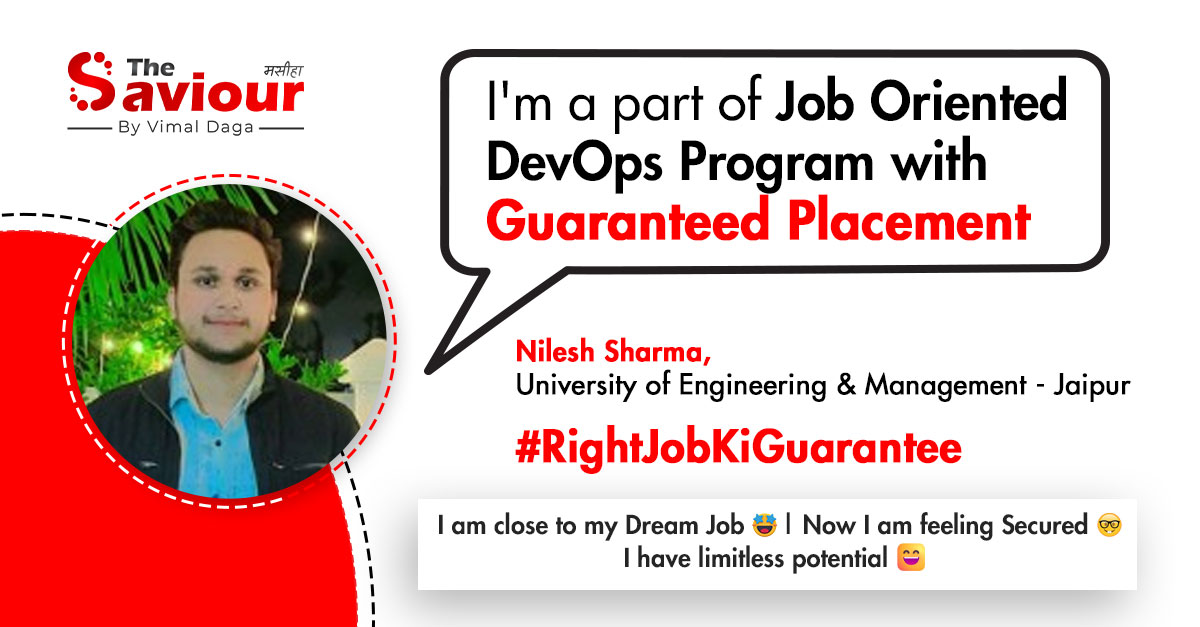 The मसीहा
Saviour
By Vimal Daga
I'm a part of Job Oriented
DevOps Program with
Guaranteed Placement
Nilesh Sharma,
University of Engineering & Management - Jaipur
#RightJobKiGuarantee
I am close to my Dream Job 🤩 | Now I am feeling Secured 🤓
I have limitless potential 😄